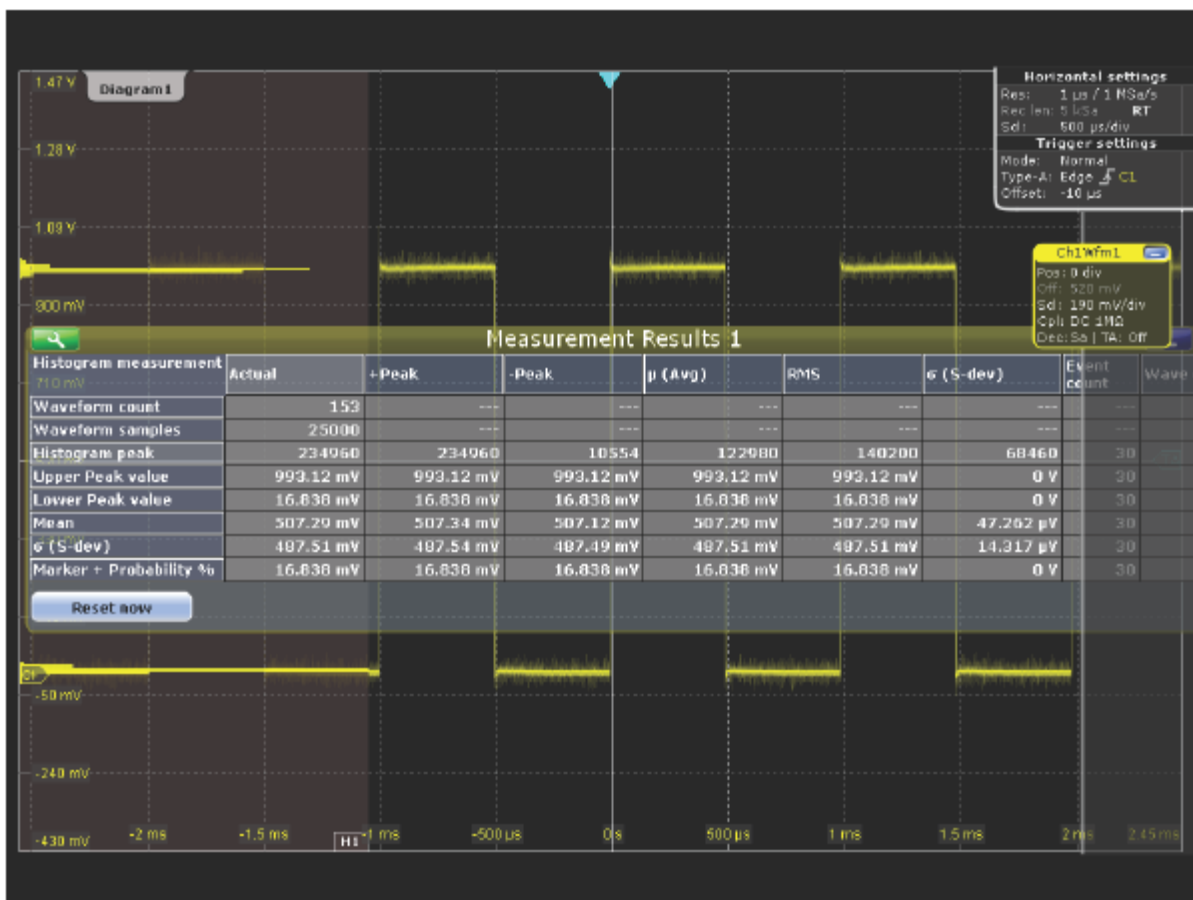 1.47 V
Diagram1
1.28 V
1.09 V
900 mV
Horizontal settings
Res: 1 µs / 1 MSa/s
Rec len: 5 kSa RT
Scl: 500 µs/div
Trigger settings
Mode: Normal
Type-A: Edge C1
Offset: -10 µs
Ch1Wfm1
Pos: 0 div
Off: 520 mV
Scl: 190 mV/div
Cpl: DC 1MΩ
Dec: Sa | TA: Off
Measurement Results 1
Histogram measurement Actual +Peak -Peak µ (Avg) RMS σ (S-dev) Event count Wave
710 mV
Waveform count 153 --- --- --- --- --- ---
Waveform samples 25000 --- --- --- --- --- ---
Histogram peak 234960 234960 10554 122980 140200 68460 30
Upper Peak value 993.12 mV 993.12 mV 993.12 mV 993.12 mV 993.12 mV 0 V 30
Lower Peak value 16.838 mV 16.838 mV 16.838 mV 16.838 mV 16.838 mV 0 V 30
Mean 507.29 mV 507.34 mV 507.12 mV 507.29 mV 507.29 mV 47.262 µV 30
σ (S-dev) 487.51 mV 487.54 mV 487.49 mV 487.51 mV 487.51 mV 14.317 µV 30
Marker + Probability % 16.838 mV 16.838 mV 16.838 mV 16.838 mV 16.838 mV 0 V 30
Reset now
C1
-50 mV
-240 mV
-430 mV
-2 ms -1.5 ms H1 -1 ms -500 µs 0 s 500 µs 1 ms 1.5 ms 2 ms 2.45 ms